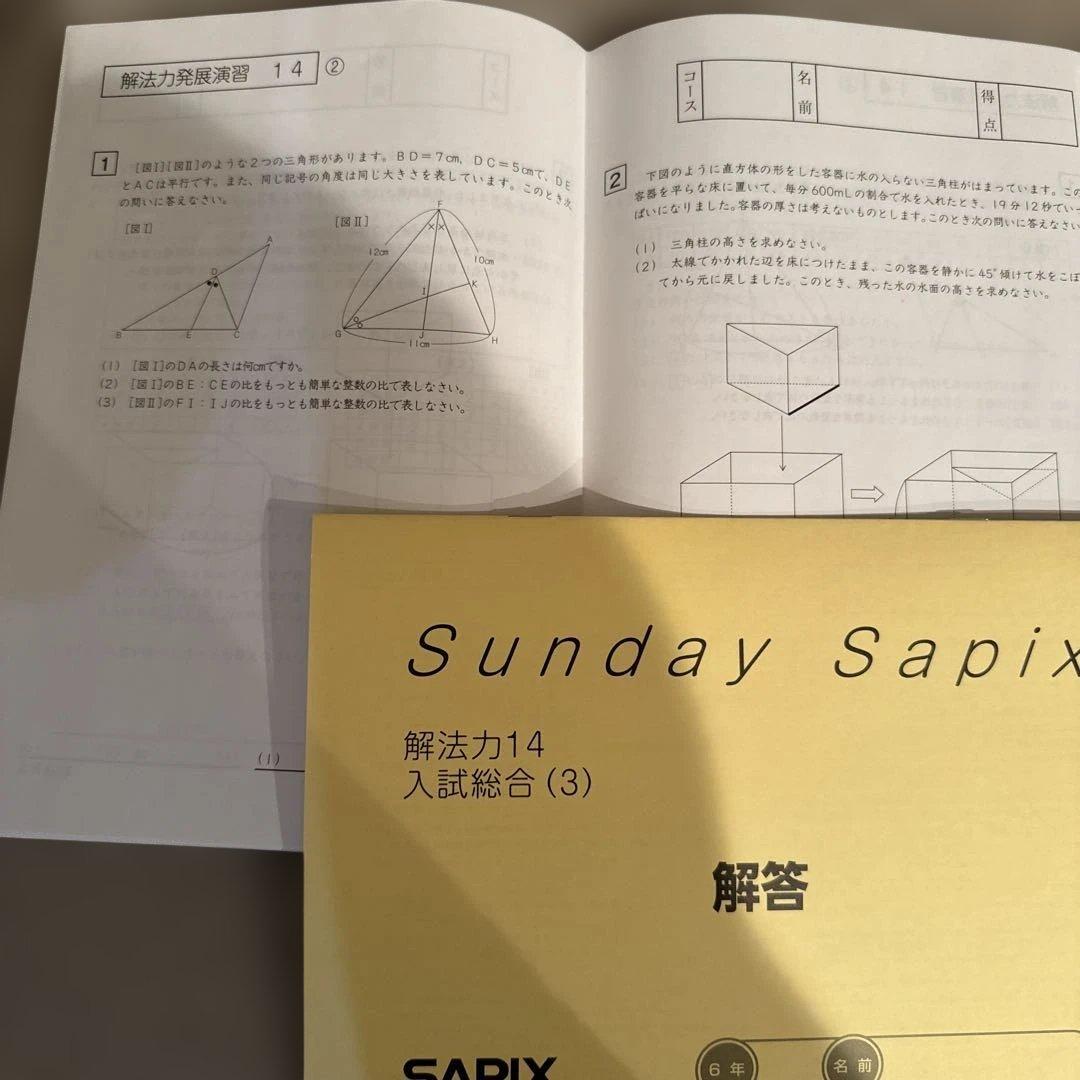 解法力発展演習 14 ②
1 [図Ⅰ][図Ⅱ]のような2つの三角形があります。BD=7cm、DC=5cmで、DE
とACは平行です。また、同じ記号の角度は同じ大きさを表しています。このとき次
の問いに答えなさい。
[図Ⅰ]
A
D
B
E
C
[図Ⅱ]
F
××
12cm
10cm
I
K
G
J
H
11cm
(1) [図Ⅰ]のDAの長さは何cmですか。
(2) [図Ⅰ]のBE:CEの比をもっとも簡単な整数の比で表しなさい。
(3) [図Ⅱ]のFI:IJの比をもっとも簡単な整数の比で表しなさい。
(1)
コース 名前 得点
2 下図のように直方体の形をした容器に水の入らない三角柱がはまっています。この
容器を平らな床に置いて、毎分600mLの割合で水を入れたとき、19分12秒でいっ
ぱいになりました。容器の厚さは考えないものとします。このとき次の問いに答えなさい
(1) 三角柱の高さを求めなさい。
(2) 太線でかかれた辺を床につけたまま、この容器を静かに45°傾けて水をこぼ
てから元に戻しました。このとき、残った水の水面の高さを求めなさい。
Sunday Sapix
解法力14
入試総合(3)
解答
SAPIX
6年
名前